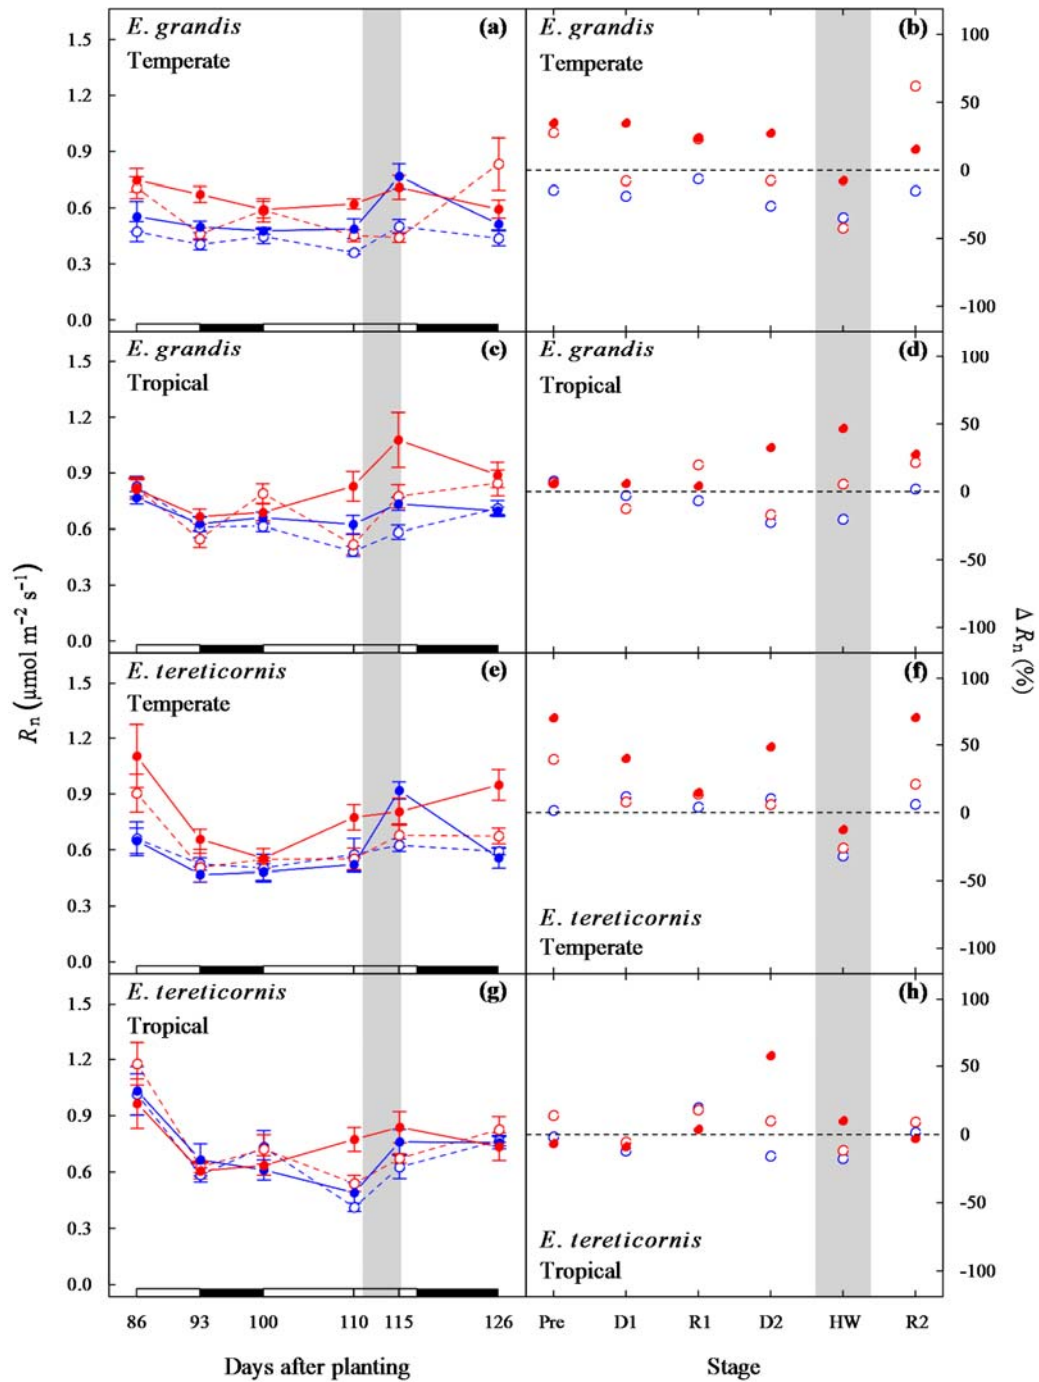 E. grandis (a)
Temperate
1.5
1.2
0.9
0.6
0.3
0.0
E. grandis (b)
Temperate
100
50
0
-50
-100
E. grandis (c)
Tropical
1.5
1.2
0.9
0.6
0.3
0.0
E. grandis (d)
Tropical
100
50
0
-50
-100
Rn (μmol m−2 s−1)
Δ Rn (%)
E. tereticornis (e)
Temperate
1.5
1.2
0.9
0.6
0.3
0.0
(f)
100
50
0
-50
-100
E. tereticornis
Temperate
E. tereticornis (g)
Tropical
1.5
1.2
0.9
0.6
0.3
0.0
(h)
100
50
0
-50
-100
E. tereticornis
Tropical
86 93 100 110 115 126
Pre D1 R1 D2 HW R2
Days after planting
Stage